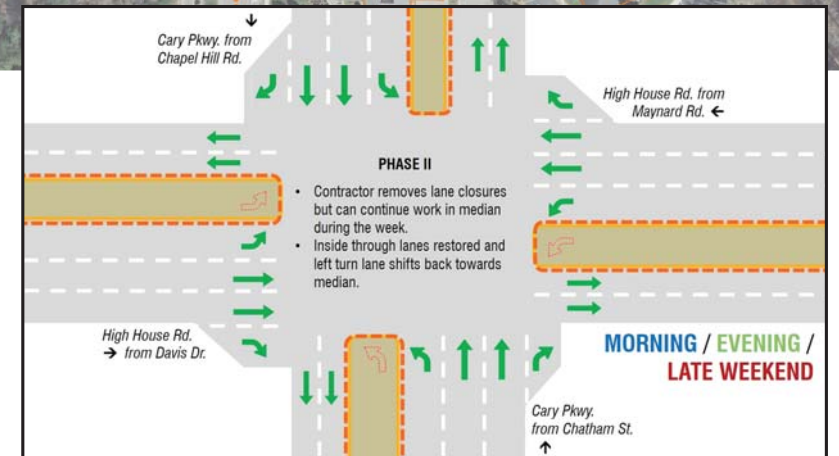 Cary Pkwy. from
Chapel Hill Rd.
High House Rd. from
Maynard Rd. ←
PHASE II
• Contractor removes lane closures
but can continue work in median
during the week.
• Inside through lanes restored and
left turn lane shifts back towards
median.
High House Rd.
→ from Davis Dr.
MORNING / EVENING /
LATE WEEKEND
Cary Pkwy.
from Chatham St.